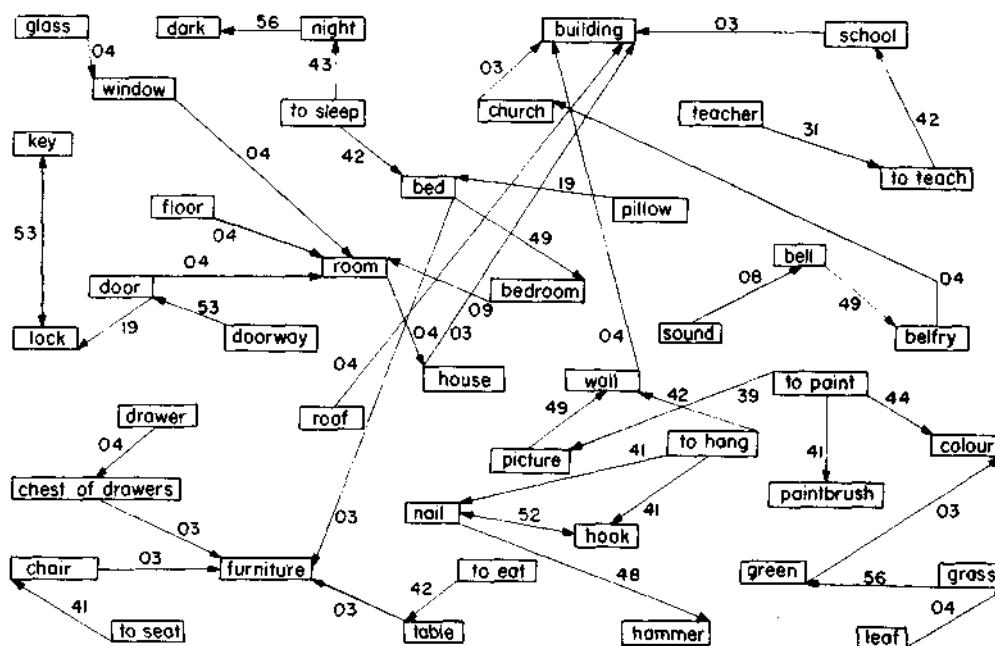 glass
dark
56
night
building
03
school
04
43
03
window
to sleep
church
teacher
42
key
04
42
31
bed
19
to teach
floor
pillow
53
04
49
bell
04
room
08
04
door
bedroom
49
53
09
lock
19
doorway
sound
belfry
04
03
04
house
04
wall
to paint
drawer
roof
42
39
44
49
04
to hang
picture
41
41
colour
chest of drawers
paintbrush
nail
52
41
03
03
hook
03
chair
03
furniture
to eat
48
green
56
grass
42
41
03
04
to seat
table
hammer
leaf